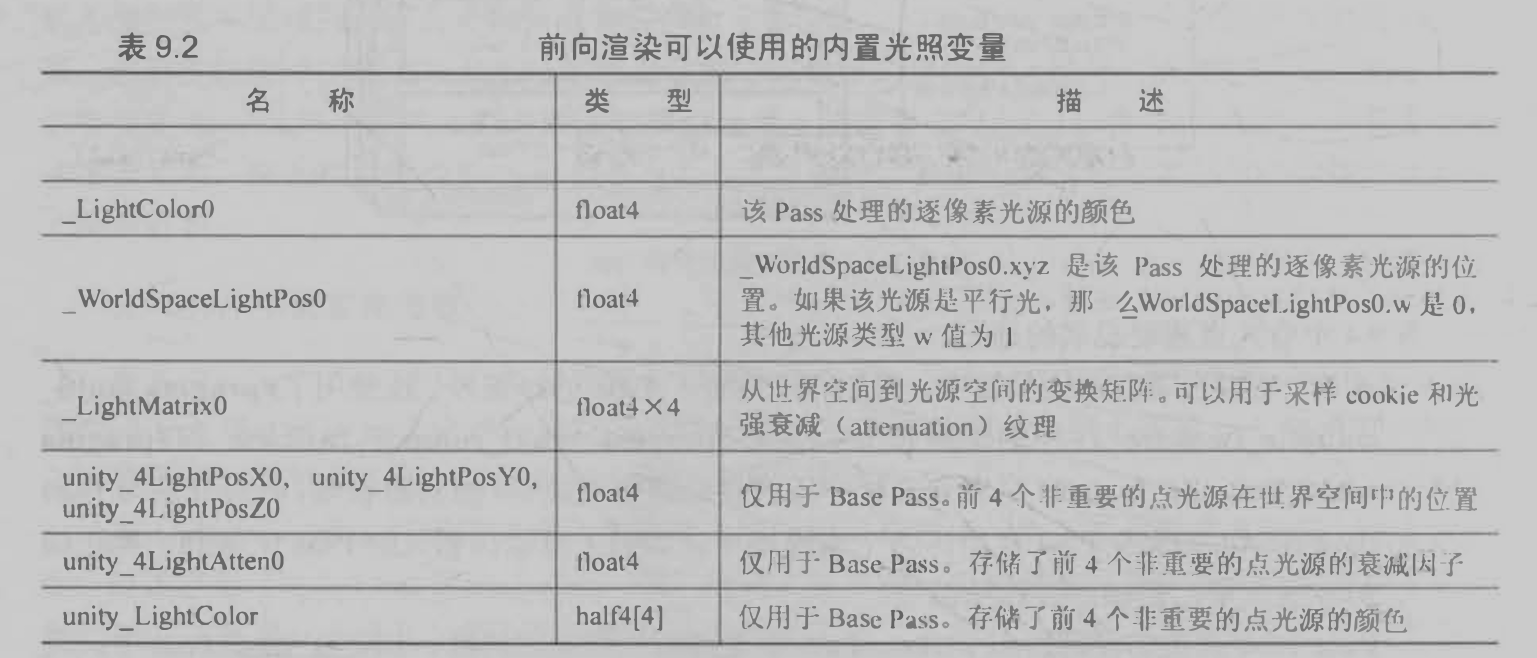 表 9.2 前向渲染可以使用的内置光照变量
名 称 类 型 描 述
_LightColor0 float4 该 Pass 处理的逐像素光源的颜色
_WorldSpaceLightPos0 float4 _WorldSpaceLightPos0.xyz 是该 Pass 处理的逐像素光源的位
置。如果该光源是平行光，那 么WorldSpaceLightPos0.w 是 0，
其他光源类型 w 值为 1
_LightMatrix0 float4×4 从世界空间到光源空间的变换矩阵。可以用于采样 cookie 和光
强衰减（attenuation）纹理
unity_4LightPosX0, unity_4LightPosY0,
unity_4LightPosZ0 float4 仅用于 Base Pass。前 4 个非重要的点光源在世界空间中的位置
unity_4LightAtten0 float4 仅用于 Base Pass。存储了前 4 个非重要的点光源的衰减因子
unity_LightColor half4[4] 仅用于 Base Pass。存储了前 4 个非重要的点光源的颜色